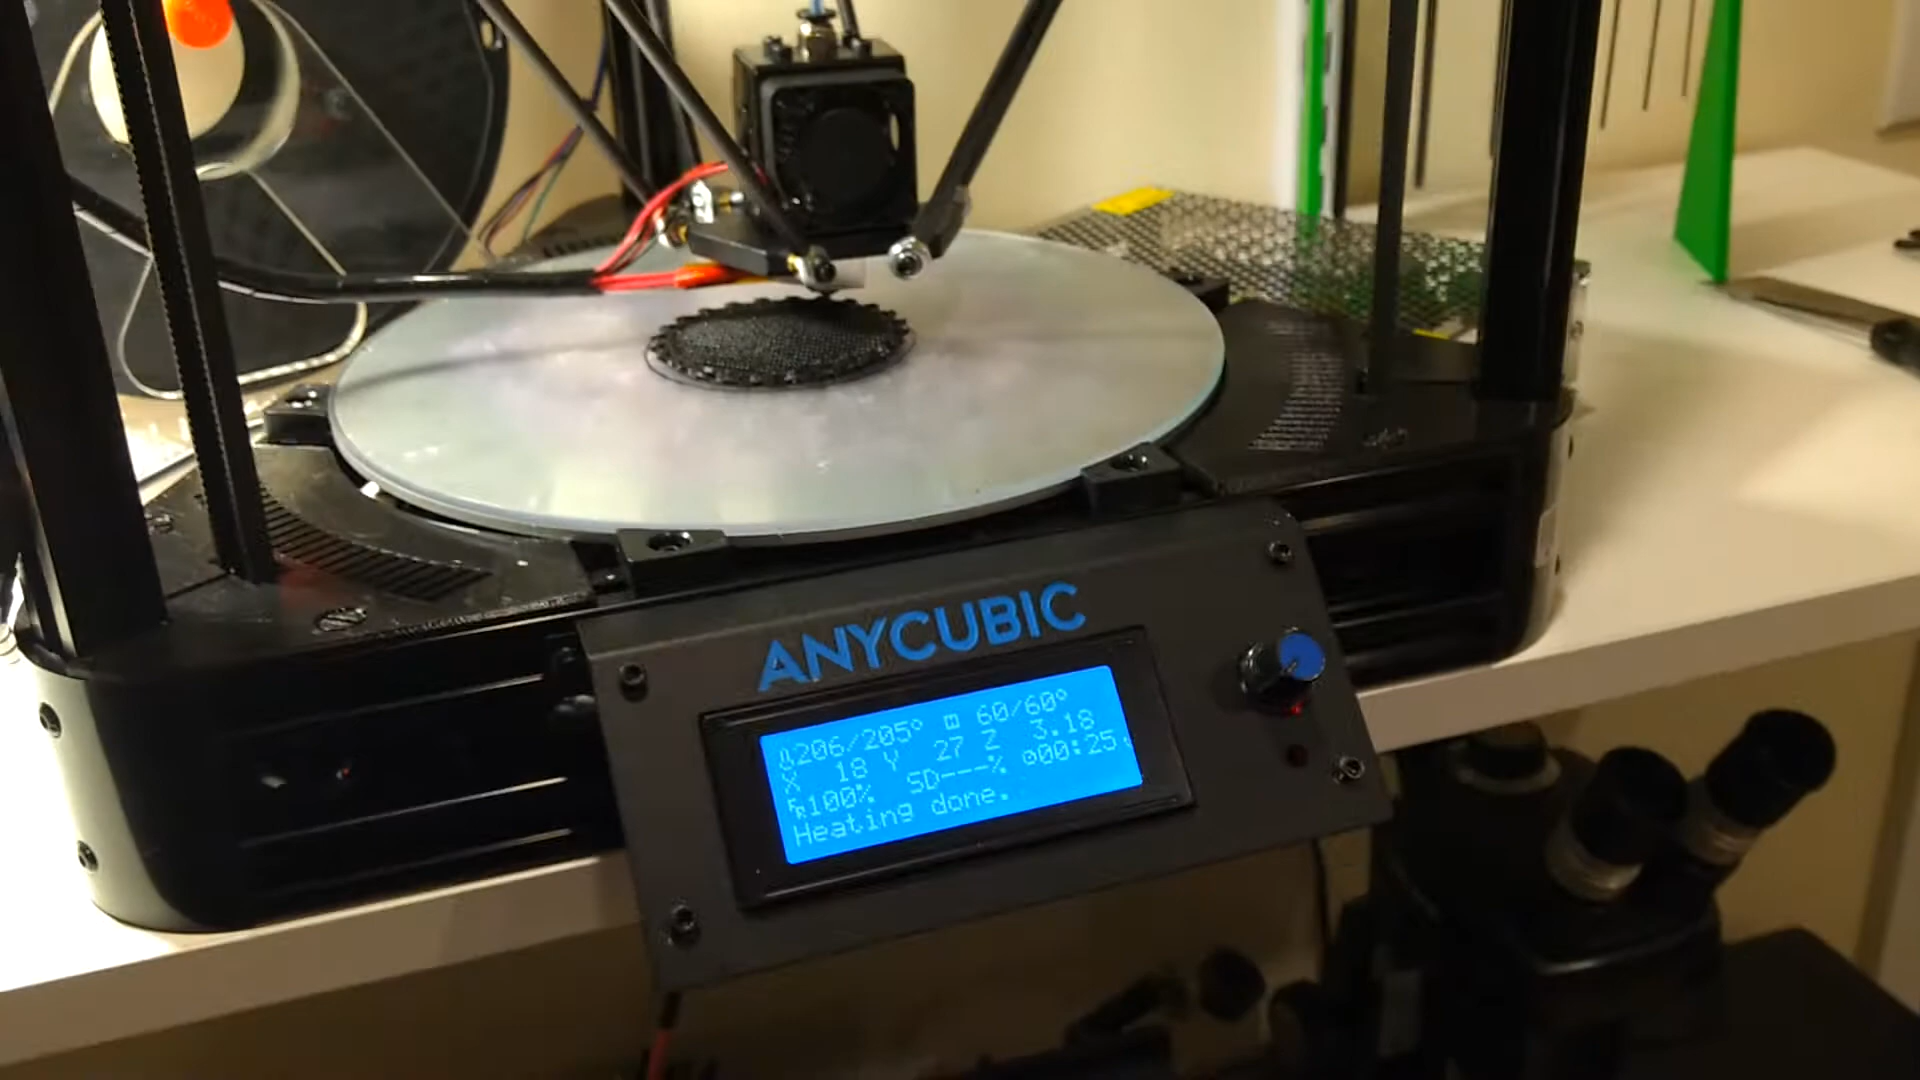 ANYCUBIC
206/205° 60/60°
X 18 Y 27 Z 3.18
100% SD---% 00:25
Heating done.